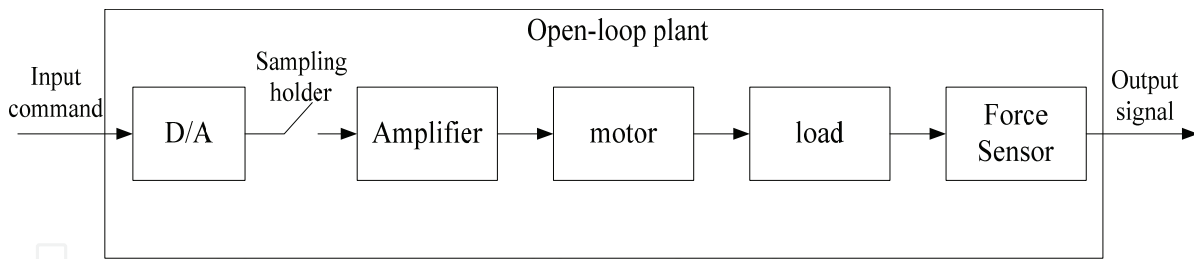 Open-loop plant
Input
command
D/A
Sampling
holder
Amplifier
motor
load
Force
Sensor
Output
signal